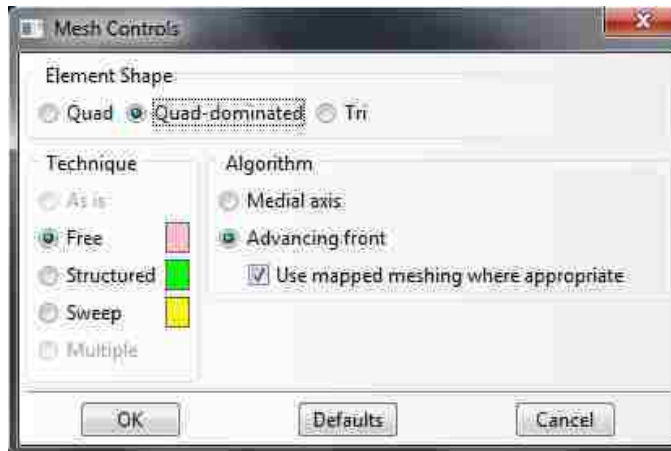 Mesh Controls
Element Shape
Quad Quad-dominated Tri
Technique
Algorithm
As is
Medial axis
Free
Advancing front
Structured
Use mapped meshing where appropriate
Sweep
Multiple
OK Defaults Cancel